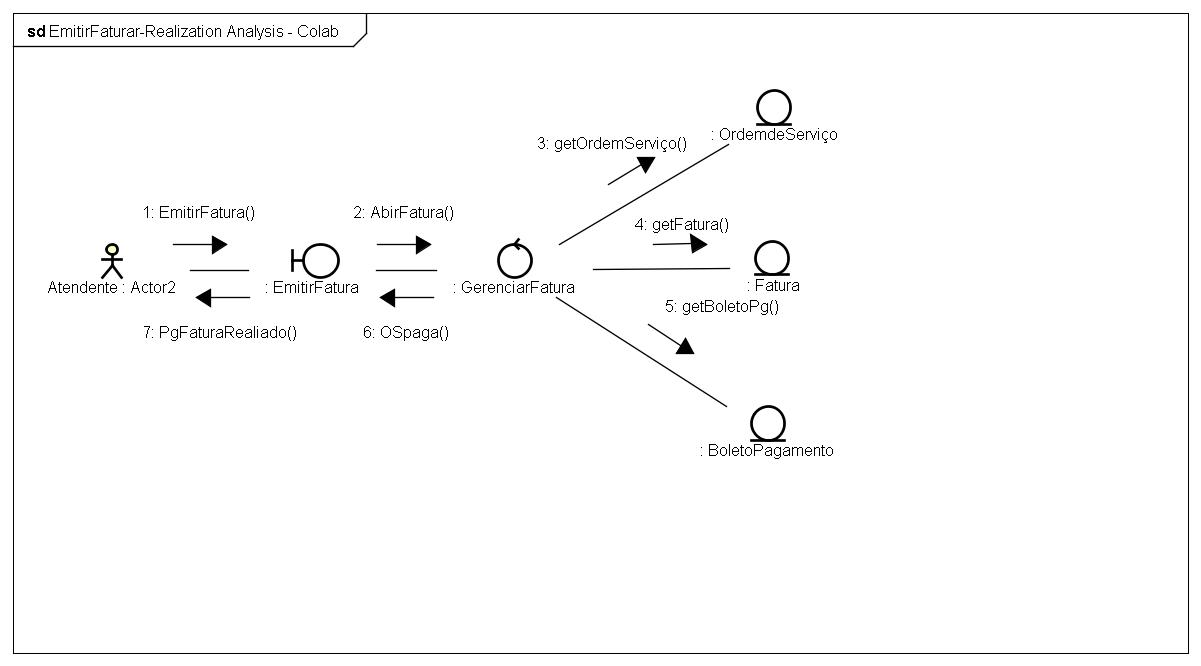 sd EmitirFaturar-Realization Analysis - Colab
: OrdemdeServiço
3: getOrdemServiço()
1: EmitirFatura()
2: AbirFatura()
4: getFatura()
Atendente : Actor2
: EmitirFatura
: GerenciarFatura
: Fatura
5: getBoletoPg()
7: PgFaturaRealiado()
6: OSpaga()
: BoletoPagamento